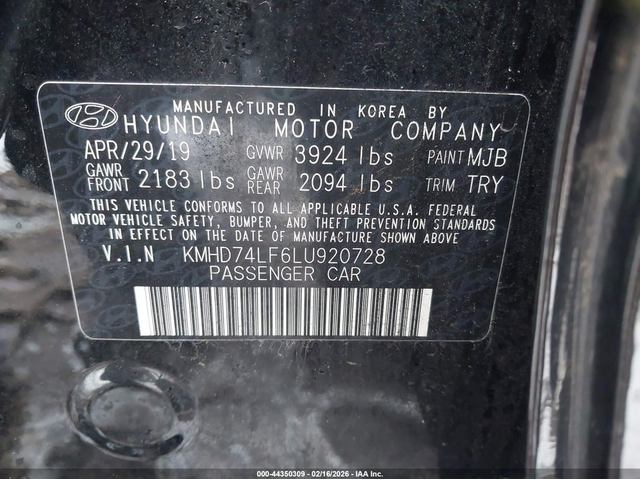 MANUFACTURED IN KOREA BY
HYUNDAI MOTOR COMPANY
APR/29/19 GVWR 3924 lbs PAINT MJB
GAWR FRONT 2183 lbs GAWR REAR 2094 lbs TRIM TRY
THIS VEHICLE CONFORMS TO ALL APPLICABLE U.S.A. FEDERAL
MOTOR VEHICLE SAFETY, BUMPER, AND THEFT PREVENTION STANDARDS
IN EFFECT ON THE DATE OF MANUFACTURE SHOWN ABOVE
V.I.N KMHD74LF6LU920728
PASSENGER CAR
000-44350309 - 02/16/2026 - IAA Inc.